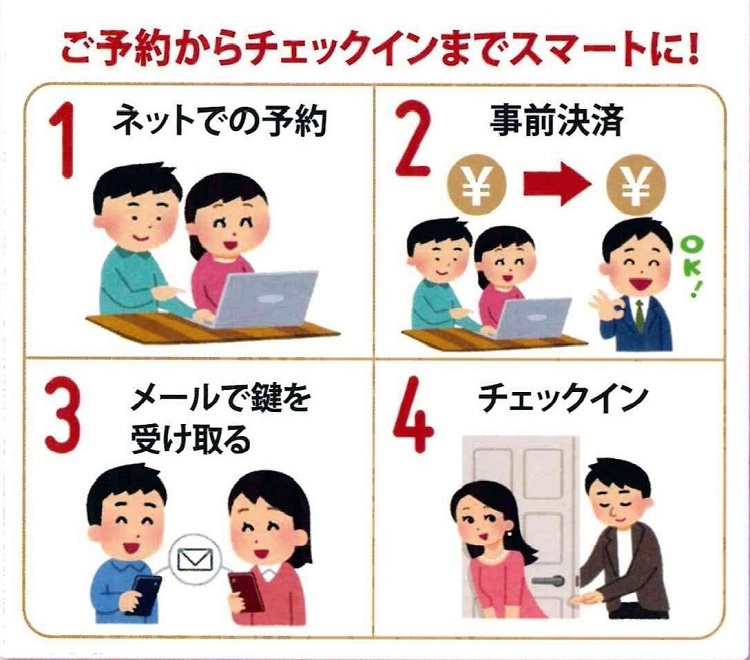 ご予約からチェックインまでスマートに!
1 ネットでの予約
2 事前決済
¥ ¥
OK!
3 メールで鍵を
受け取る
4 チェックイン